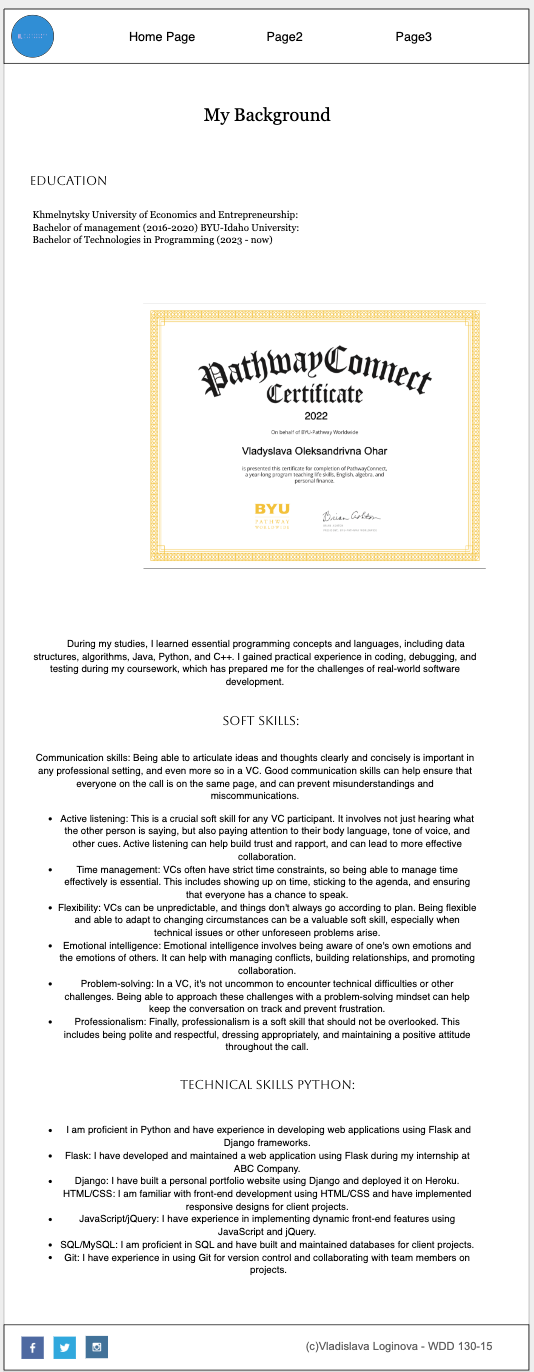 Home Page Page2 Page3
My Background
EDUCATION
Khmelnytsky University of Economics and Entrepreneurship:
Bachelor of management (2016-2020) BYU-Idaho University:
Bachelor of Technologies in Programming (2023 - now)
PathwayConnect
Certificate
2022
On behalf of BYU-Pathway Worldwide
Vladyslava Oleksandrivna Ohar
is presented this certificate for completion of PathwayConnect,
a year-long program teaching life skills, English, algebra, and
personal finance.
BYU
PATHWAY
WORLDWIDE
During my studies, I learned essential programming concepts and languages, including data
structures, algorithms, Java, Python, and C++. I gained practical experience in coding, debugging, and
testing during my coursework, which has prepared me for the challenges of real-world software
development.
SOFT SKILLS:
Communication skills: Being able to articulate ideas and thoughts clearly and concisely is important in
any professional setting, and even more so in a VC. Good communication skills can help ensure that
everyone on the call is on the same page, and can prevent misunderstandings and
miscommunications.
• Active listening: This is a crucial soft skill for any VC participant. It involves not just hearing what
the other person is saying, but also paying attention to their body language, tone of voice, and
other cues. Active listening can help build trust and rapport, and can lead to more effective
collaboration.
• Time management: VCs often have strict time constraints, so being able to manage time
effectively is essential. This includes showing up on time, sticking to the agenda, and ensuring
that everyone has a chance to speak.
• Flexibility: VCs can be unpredictable, and things don't always go according to plan. Being flexible
and able to adapt to changing circumstances can be a valuable soft skill, especially when
technical issues or other unforeseen problems arise.
• Emotional intelligence: Emotional intelligence involves being aware of one's own emotions and
the emotions of others. It can help with managing conflicts, building relationships, and promoting
collaboration.
• Problem-solving: In a VC, it's not uncommon to encounter technical difficulties or other
challenges. Being able to approach these challenges with a problem-solving mindset can help
keep the conversation on track and prevent frustration.
• Professionalism: Finally, professionalism is a soft skill that should not be overlooked. This
includes being polite and respectful, dressing appropriately, and maintaining a positive attitude
throughout the call.
TECHNICAL SKILLS PYTHON:
• I am proficient in Python and have experience in developing web applications using Flask and
Django frameworks.
• Flask: I have developed and maintained a web application using Flask during my internship at
ABC Company.
• Django: I have built a personal portfolio website using Django and deployed it on Heroku.
HTML/CSS: I am familiar with front-end development using HTML/CSS and have implemented
responsive designs for client projects.
• JavaScript/jQuery: I have experience in implementing dynamic front-end features using
JavaScript and jQuery.
• SQL/MySQL: I am proficient in SQL and have built and maintained databases for client projects.
• Git: I have experience in using Git for version control and collaborating with team members on
projects.
(c)Vladislava Loginova - WDD 130-15